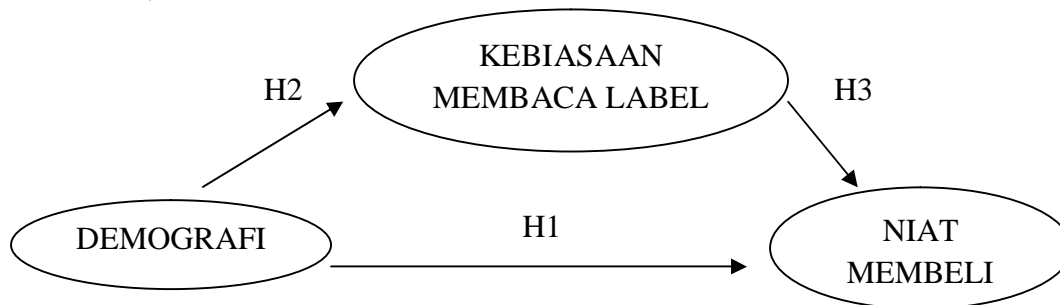 KEBIASAAN
MEMBACA LABEL
H2
H3
DEMOGRAFI
H1
NIAT
MEMBELI